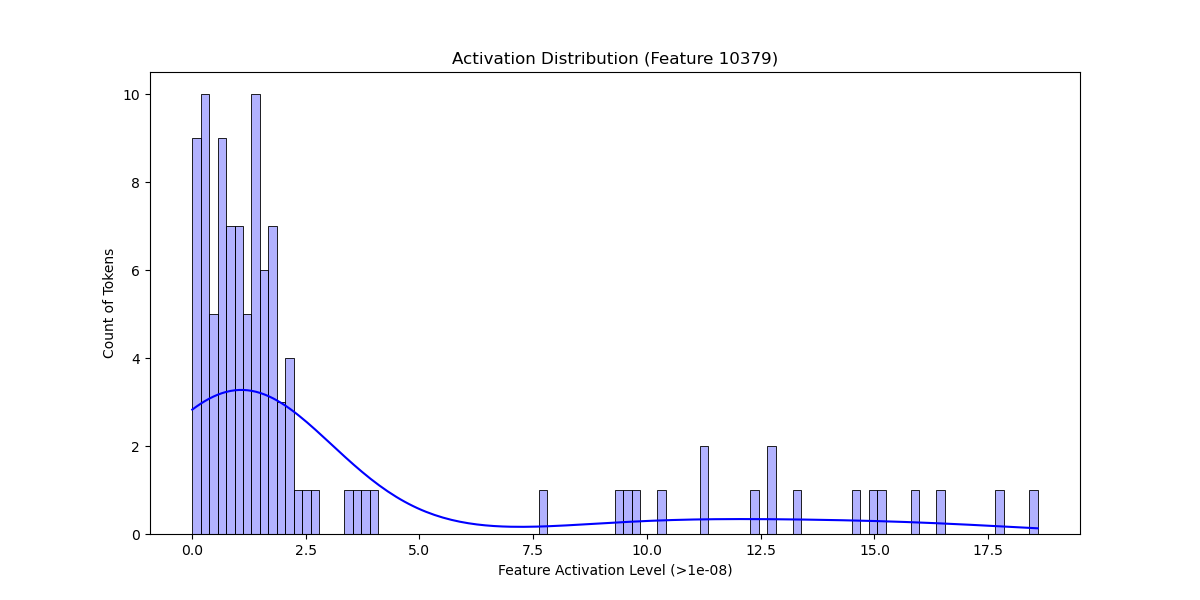 Activation Distribution (Feature 10379)
10
8
6
4
2
0
Count of Tokens
0.0 2.5 5.0 7.5 10.0 12.5 15.0 17.5
Feature Activation Level (>1e-08)